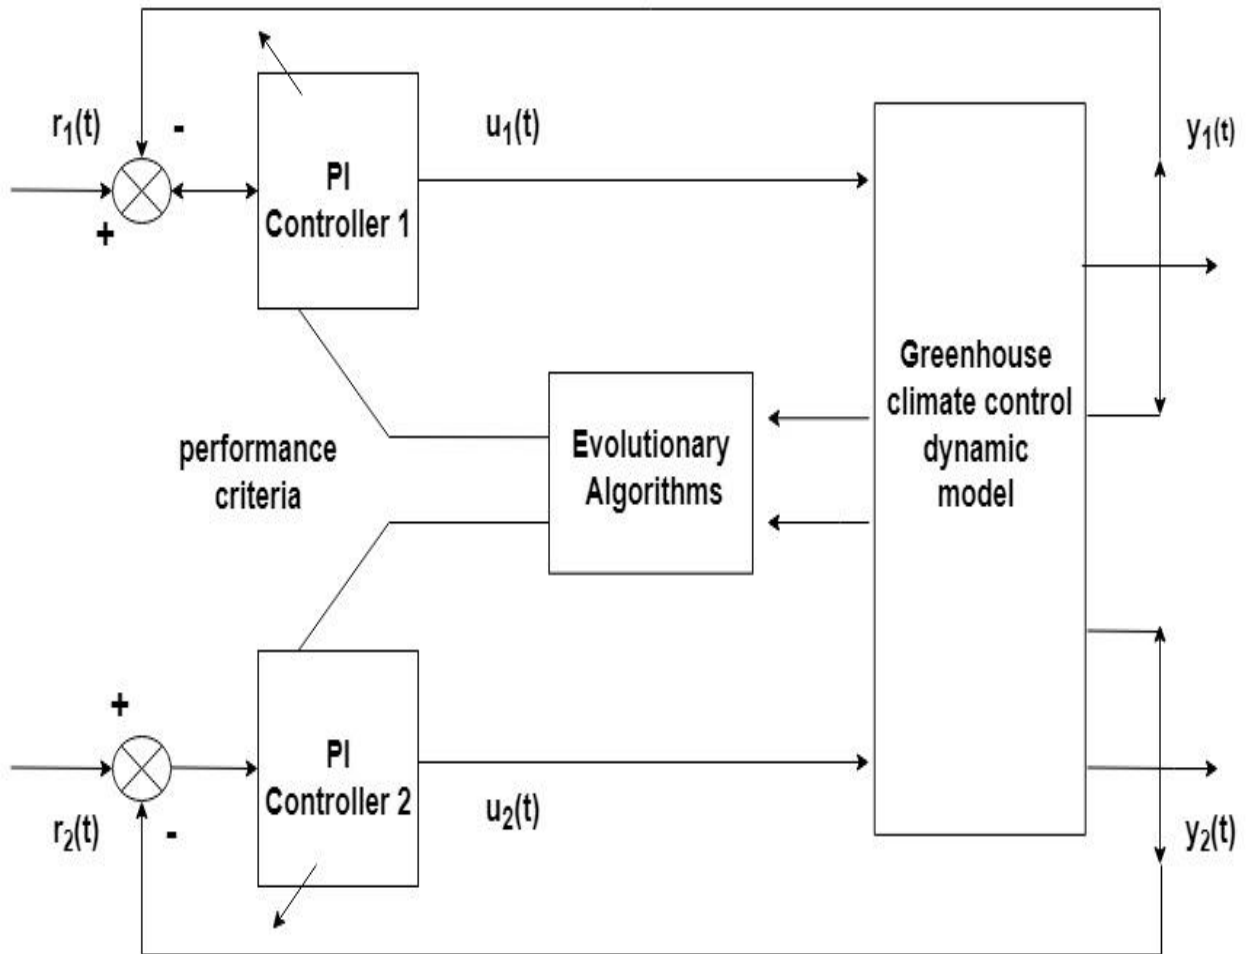 r₁(t)
-
+
PI
Controller 1
u₁(t)
y₁(t)
Greenhouse
climate control
dynamic
model
performance
criteria
Evolutionary
Algorithms
+
r₂(t)
-
PI
Controller 2
u₂(t)
y₂(t)